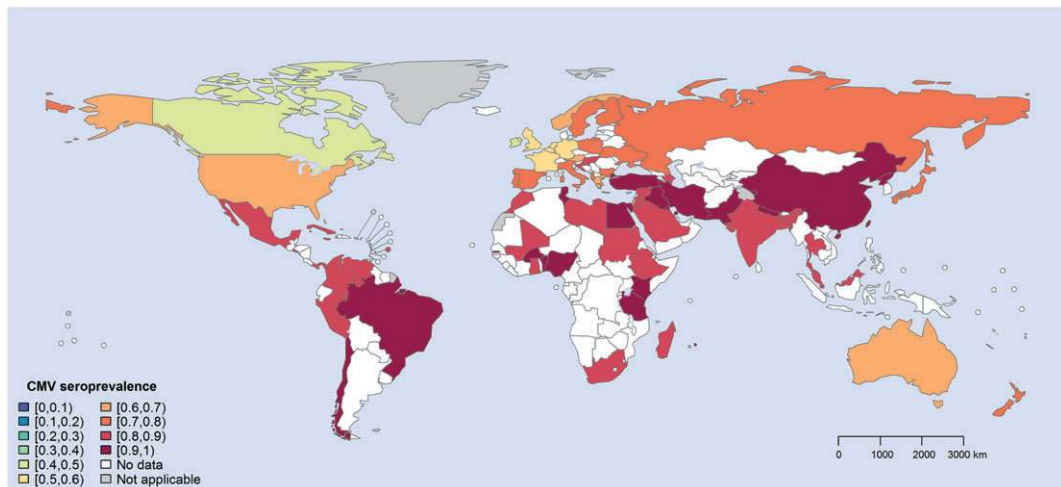 CMV seroprevalence
[0,0.1)
[0.1,0.2)
[0.2,0.3)
[0.3,0.4)
[0.4,0.5)
[0.5,0.6)
[0.6,0.7)
[0.7,0.8)
[0.8,0.9)
[0.9,1)
No data
Not applicable
0 1000 2000 3000 km